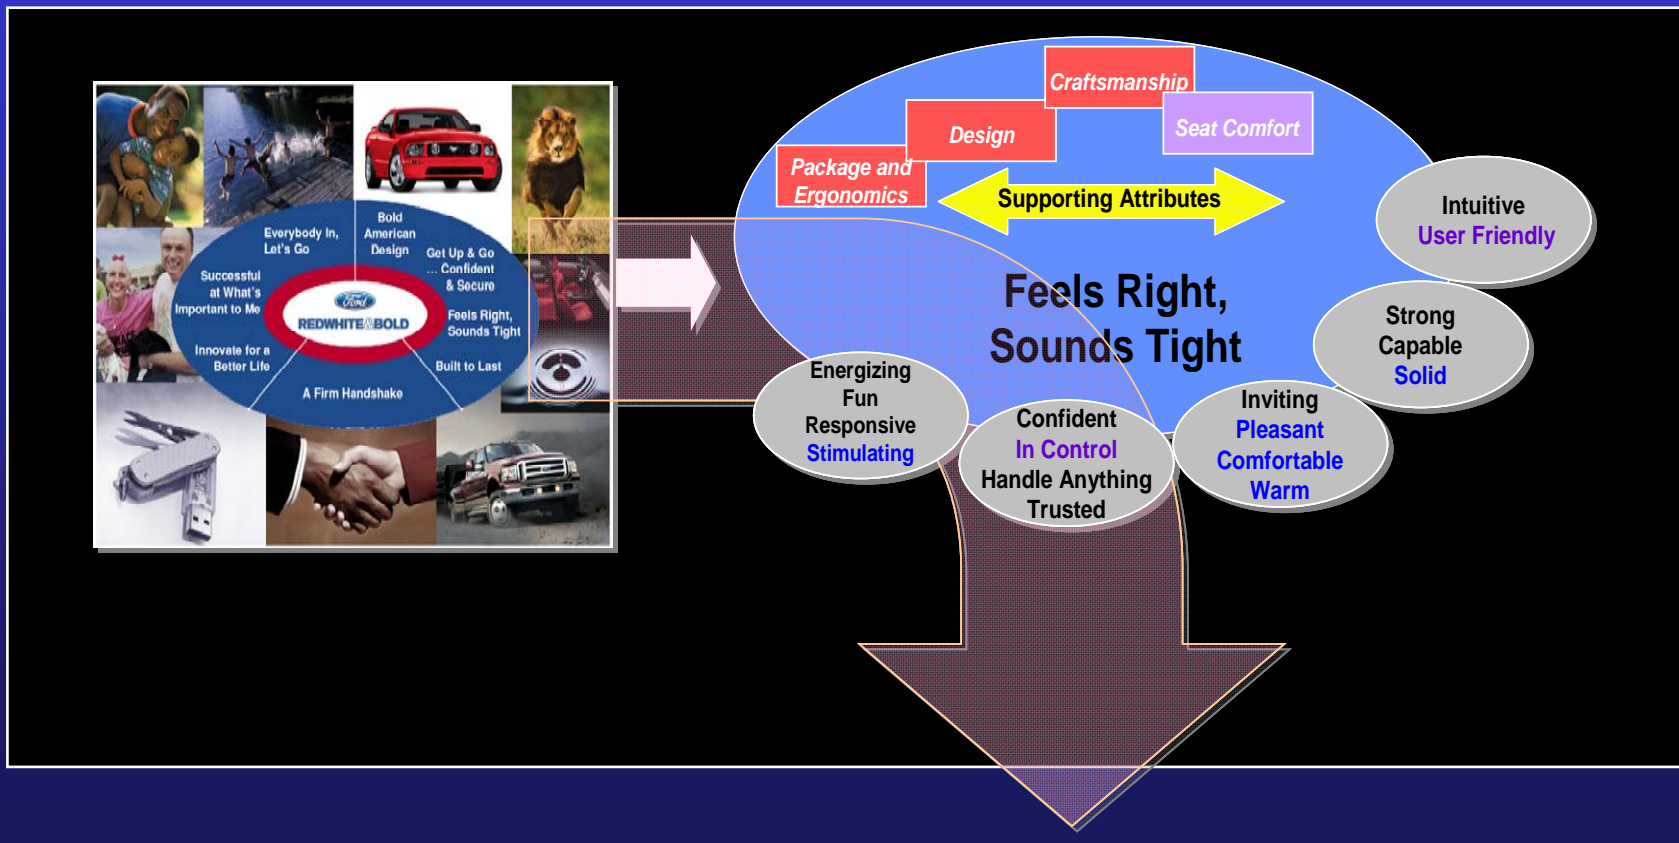 Bold
American
Design
Everybody In,
Let's Go
Get Up & Go
... Confident
& Secure
Successful
at What's
Important to Me
Ford
REDWHITE&BOLD
Feels Right,
Sounds Tight
Innovate for a
Better Life
Built to Last
A Firm Handshake
Craftsmanship
Design
Seat Comfort
Package and
Ergonomics
Supporting Attributes
Feels Right,
Sounds Tight
Intuitive
User Friendly
Strong
Capable
Solid
Energizing
Fun
Responsive
Stimulating
Confident
In Control
Handle Anything
Trusted
Inviting
Pleasant
Comfortable
Warm